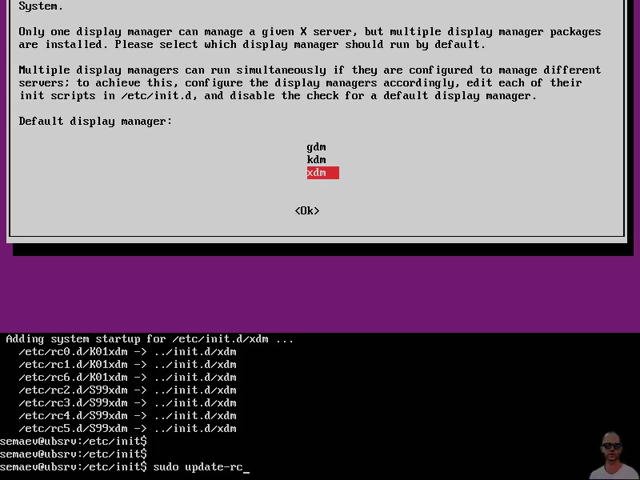 System.
Only one display manager can manage a given X server, but multiple display manager packages
are installed. Please select which display manager should run by default.
Multiple display managers can run simultaneously if they are configured to manage different
servers; to achieve this, configure the display managers accordingly, edit each of their
init scripts in /etc/init.d, and disable the check for a default display manager.
Default display manager:
gdm
kdm
xdm
<Ok>
Adding system startup for /etc/init.d/xdm ...
/etc/rc0.d/K01xdm -> ../init.d/xdm
/etc/rc1.d/K01xdm -> ../init.d/xdm
/etc/rc6.d/K01xdm -> ../init.d/xdm
/etc/rc2.d/S99xdm -> ../init.d/xdm
/etc/rc3.d/S99xdm -> ../init.d/xdm
/etc/rc4.d/S99xdm -> ../init.d/xdm
/etc/rc5.d/S99xdm -> ../init.d/xdm
semaev@ubsrv:/etc/init$
semaev@ubsrv:/etc/init$
semaev@ubsrv:/etc/init$ sudo update-rc_